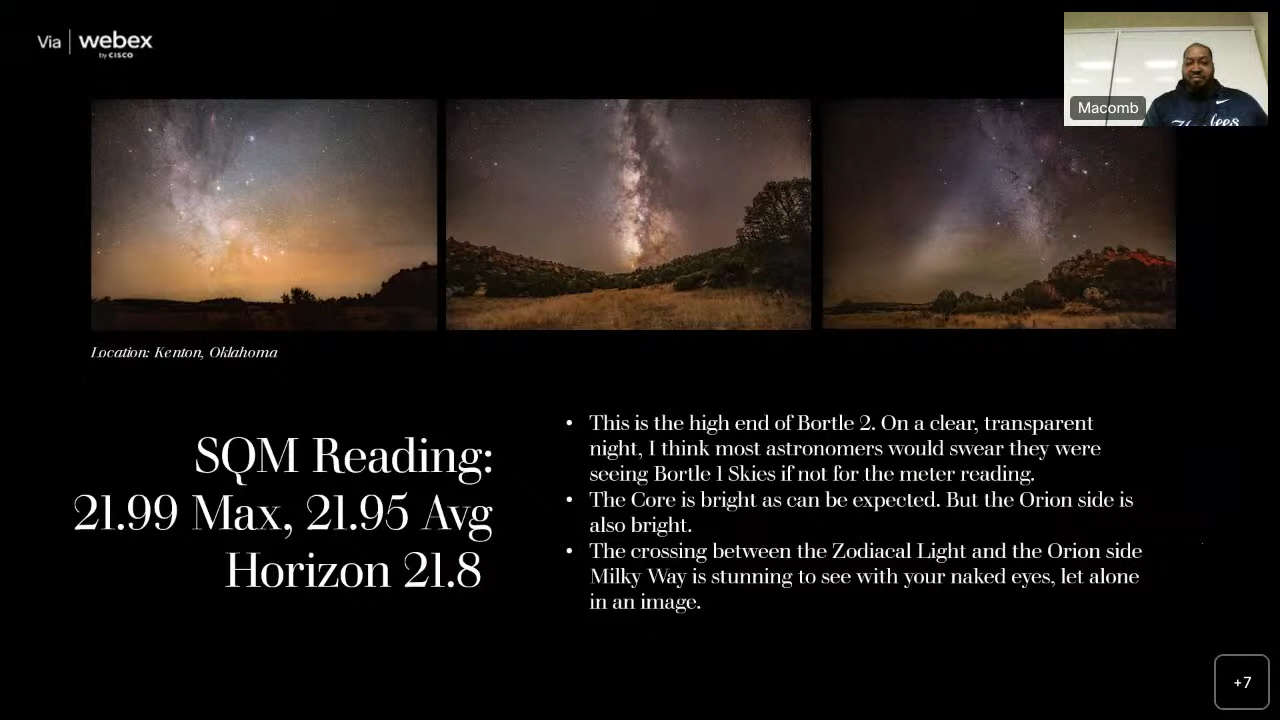 Via | webex
by CISCO
Macomb
Location: Kenton, Oklahoma
SQM Reading:
21.99 Max, 21.95 Avg
Horizon 21.8
• This is the high end of Bortle 2. On a clear, transparent
night, I think most astronomers would swear they were
seeing Bortle 1 Skies if not for the meter reading.
• The Core is bright as can be expected. But the Orion side is
also bright.
• The crossing between the Zodiacal Light and the Orion side
Milky Way is stunning to see with your naked eyes, let alone
in an image.
+7